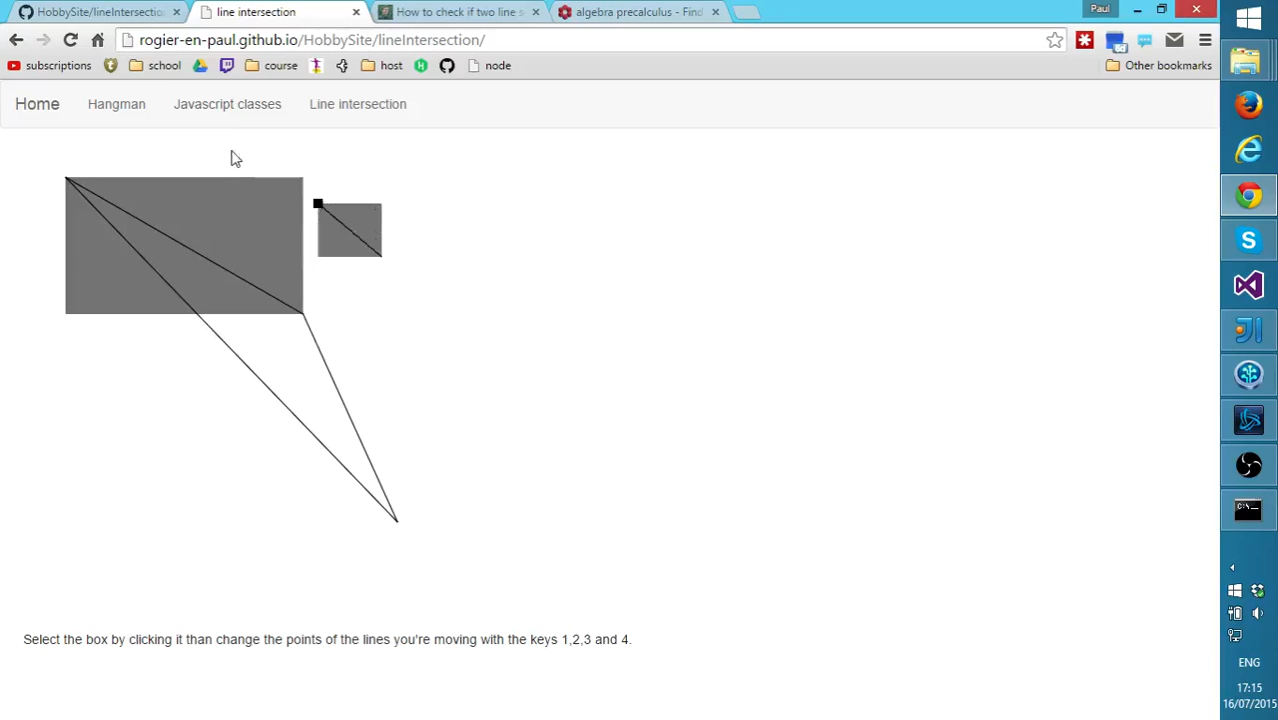 HobbySite/lineIntersection
line intersection
How to check if two line s
algebra precalculus - Find
Paul
rogier-en-paul.github.io/HobbySite/lineIntersection/
subscriptions
school
course
host
node
Other bookmarks
Home
Hangman
Javascript classes
Line intersection
Select the box by clicking it than change the points of the lines you're moving with the keys 1,2,3 and 4.
ENG
17:15
16/07/2015